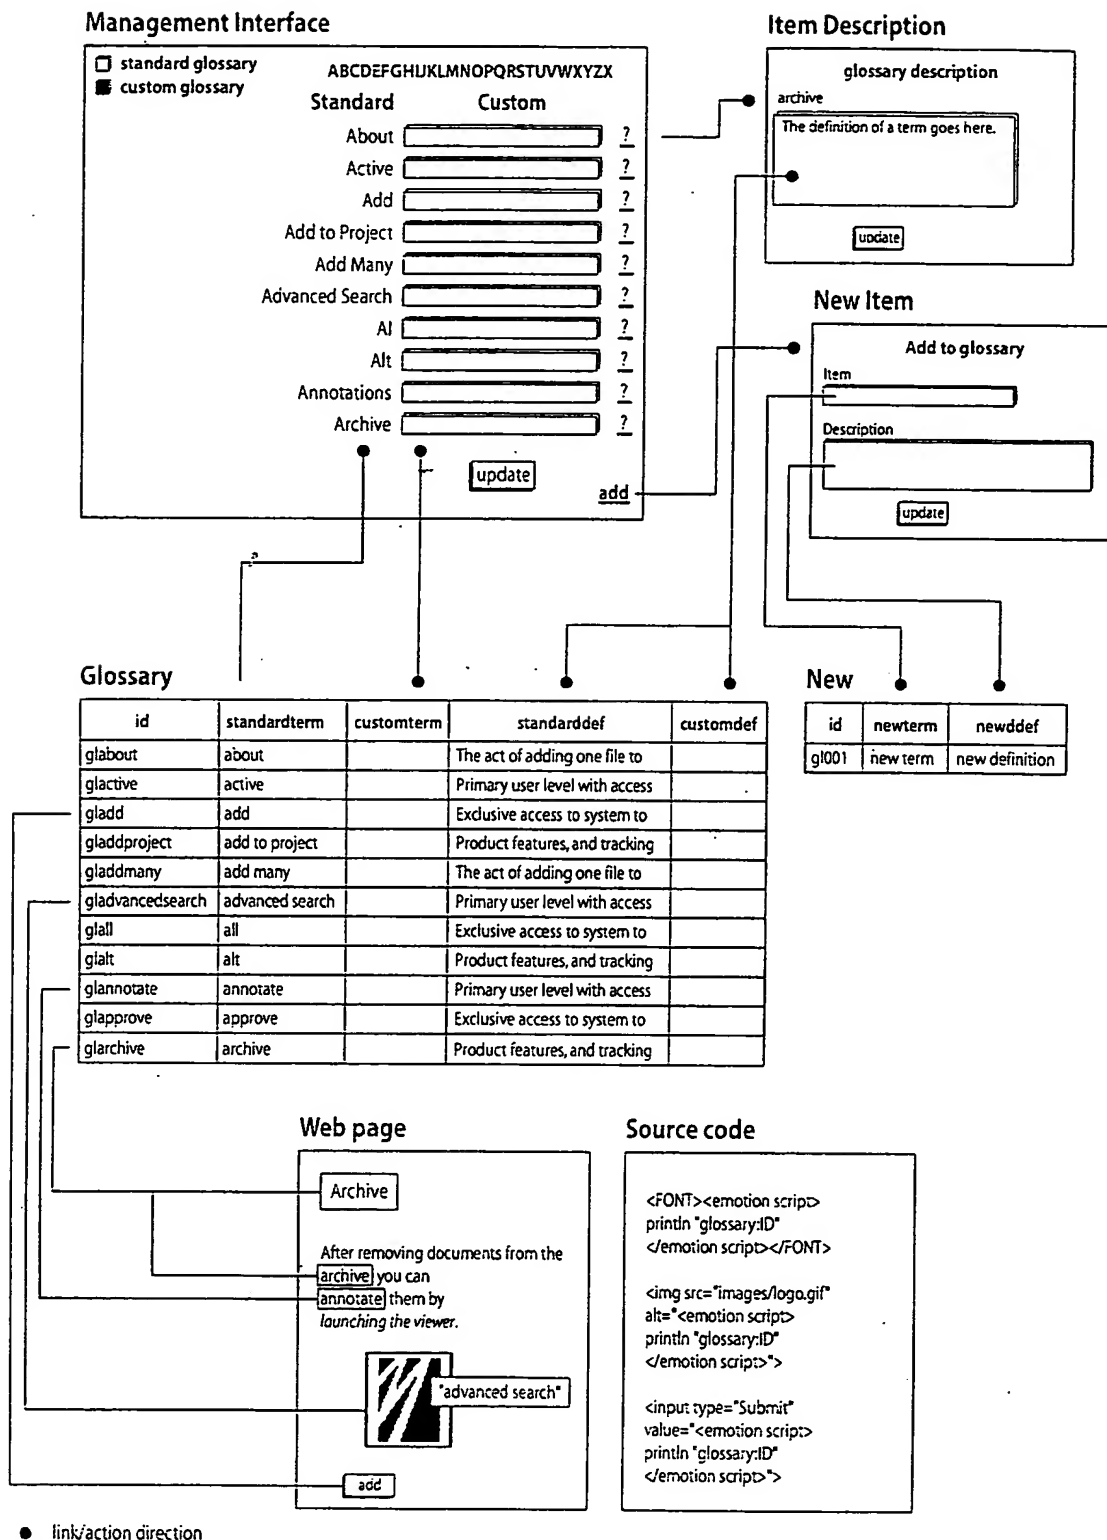 Management Interface
standard glossary
custom glossary
ABCDEFGHIJKLMNOPQRSTUVWXYZX
Standard Custom
About ?
Active ?
Add ?
Add to Project ?
Add Many ?
Advanced Search ?
Al ?
Alt ?
Annotations ?
Archive ?
update
add
Item Description
glossary description
archive
The definition of a term goes here.
update
New Item
Add to glossary
Item
Description
update
Glossary
id standardterm customterm standarddef customdef
glabout about The act of adding one file to
glactive active Primary user level with access
gladd add Exclusive access to system to
gladdproject add to project Product features, and tracking
gladdmany add many The act of adding one file to
gladvancedsearch advanced search Primary user level with access
glall all Exclusive access to system to
glalt alt Product features, and tracking
glannotate annotate Primary user level with access
glapprove approve Exclusive access to system to
glarchive archive Product features, and tracking
New
id newterm newddef
gl001 new term new definition
Web page
Archive
After removing documents from the
archive you can
annotate them by
launching the viewer.
"advanced search"
add
Source code
<FONT><emotion script>
println "glossary:ID"
</emotion script></FONT>
<img src="images/logo.gif"
alt="<emotion script>
println "glossary:ID"
</emotion script>">
<input type="Submit"
value="<emotion script>
println "glossary:ID"
</emotion script>">
link/action direction